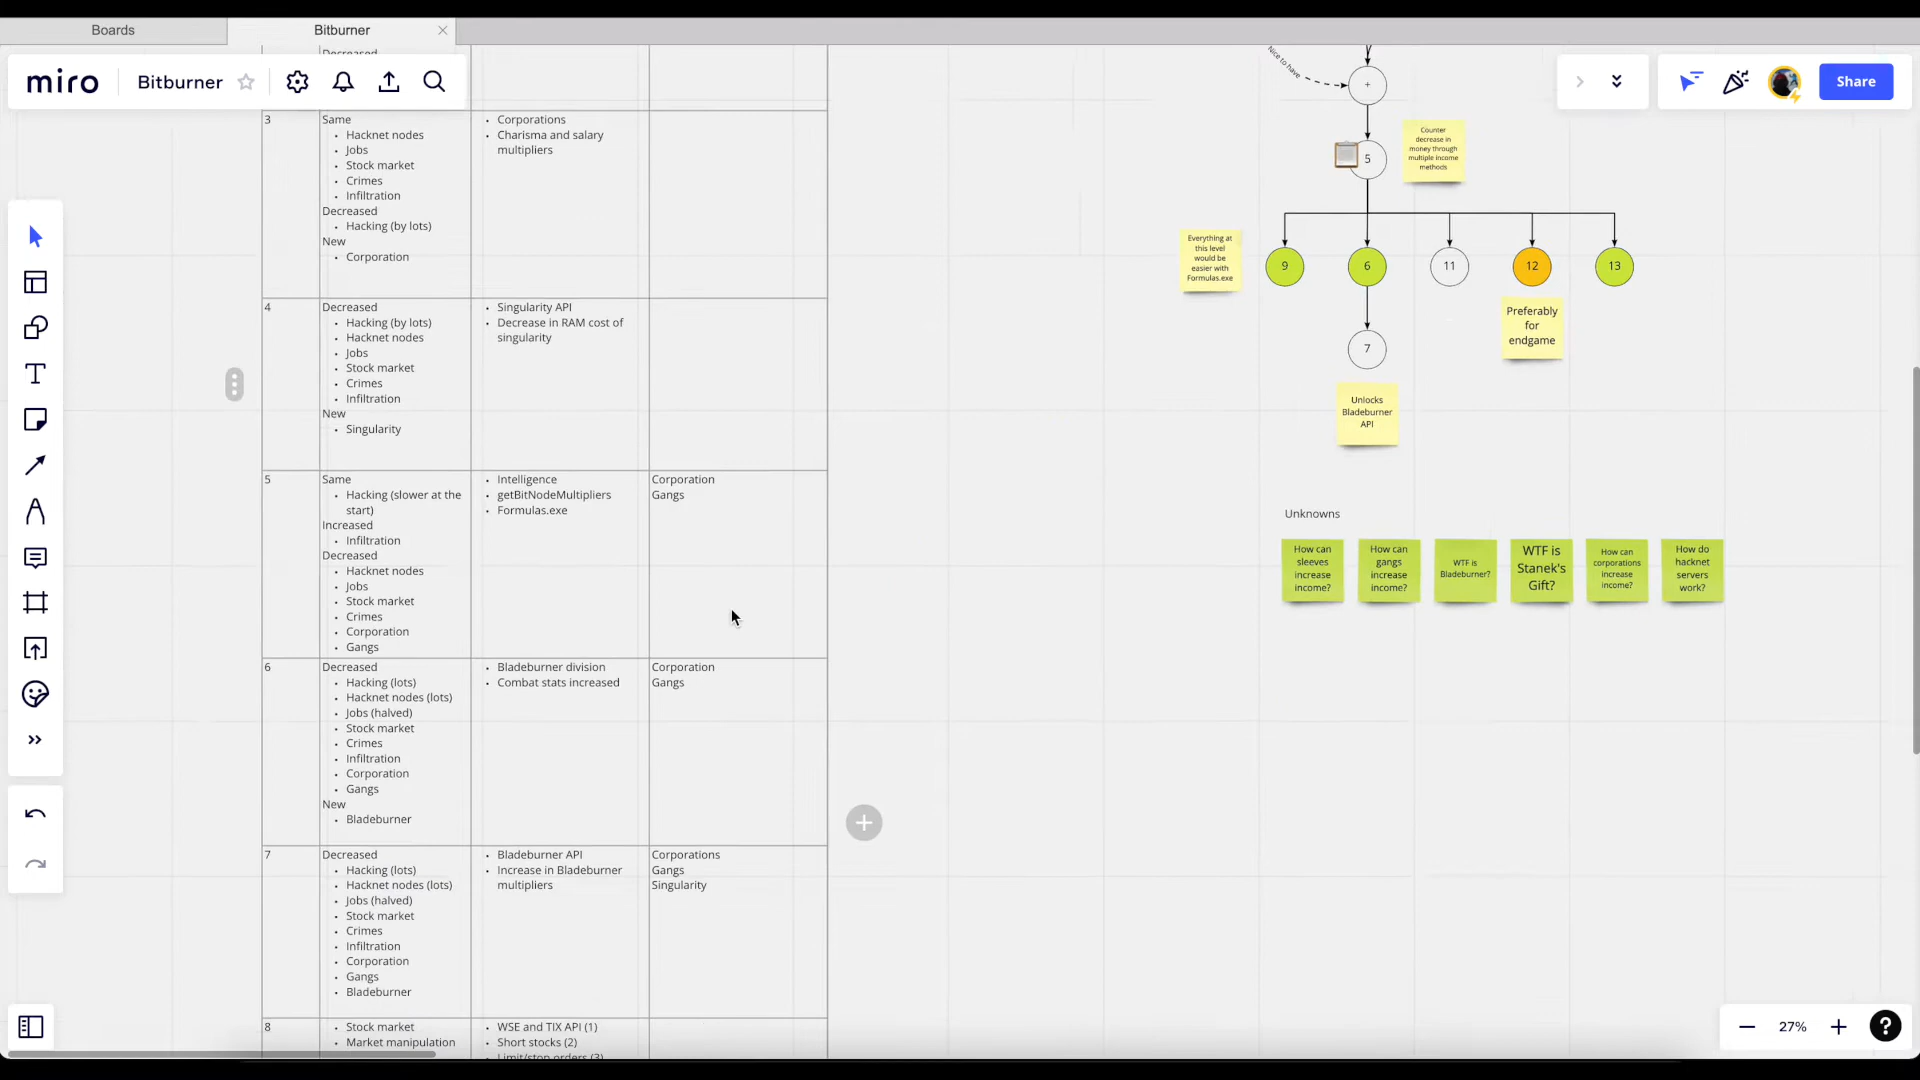 Boards
Bitburner
miro
Bitburner
Share
Decreased
3
Same
Hacknet nodes
Jobs
Stock market
Crimes
Infiltration
Decreased
Hacking (by lots)
New
Corporation
Corporations
Charisma and salary
multipliers
4
Decreased
Hacking (by lots)
Hacknet nodes
Jobs
Stock market
Crimes
Infiltration
New
Singularity
Singularity API
Decrease in RAM cost of
singularity
5
Same
Hacking (slower at the
start)
Increased
Infiltration
Decreased
Hacknet nodes
Jobs
Stock market
Crimes
Corporation
Gangs
Intelligence
getBitNodeMultipliers
Formulas.exe
Corporation
Gangs
6
Decreased
Hacking (lots)
Hacknet nodes (lots)
Jobs (halved)
Stock market
Crimes
Infiltration
Corporation
Gangs
New
Bladeburner
Bladeburner division
Combat stats increased
Corporation
Gangs
7
Decreased
Hacking (lots)
Hacknet nodes (lots)
Jobs (halved)
Stock market
Crimes
Infiltration
Corporation
Gangs
Bladeburner
Bladeburner API
Increase in Bladeburner
multipliers
Corporations
Gangs
Singularity
8
Stock market
Market manipulation
WSE and TIX API (1)
Short stocks (2)
Limit/stop orders (3)
Nice to have
+
5
Counter
decrease in
money through
multiple income
methods
Everything at
this level
would be
easier with
Formulas.exe
9
6
11
12
13
Preferably
for
endgame
7
Unlocks
Bladeburner
API
Unknowns
How can
sleeves
increase
income?
How can
gangs
increase
income?
WTF is
Bladeburner?
WTF is
Stanek's
Gift?
How can
corporations
increase
income?
How do
hacknet
servers
work?
27%